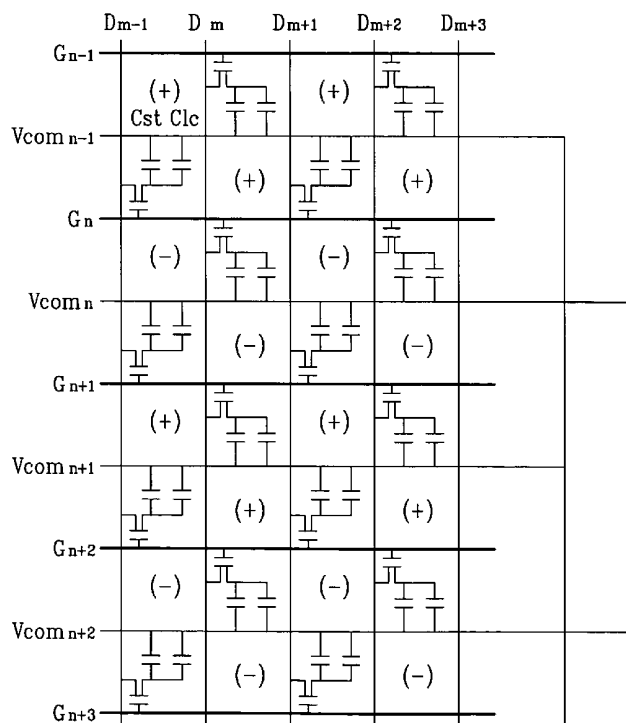 Dm-1 Dm Dm+1 Dm+2 Dm+3
Gn-1
(+) (+)
Cst Clc
Vcom n-1
(+) (+)
Gn
(-) (-)
Vcom n
(-) (-)
Gn+1
(+) (+)
Vcom n+1
(+) (+)
Gn+2
(-) (-)
Vcom n+2
(-) (-)
Gn+3